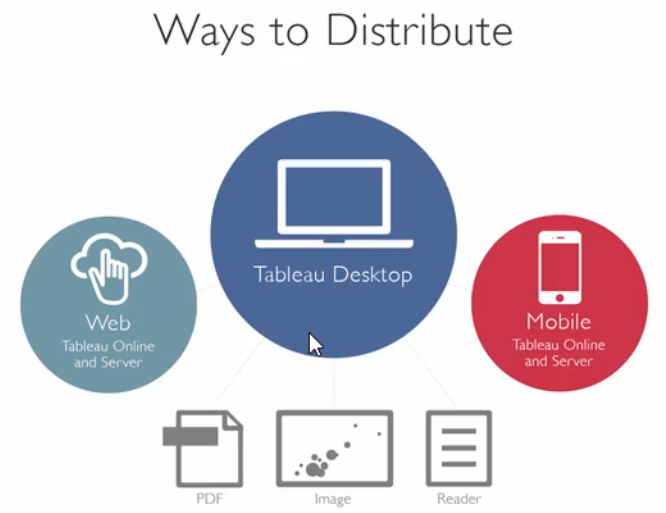 Ways to Distribute
Tableau Desktop
Web
Tableau Online
and Server
Mobile
Tableau Online
and Server
PDF
Image
Reader